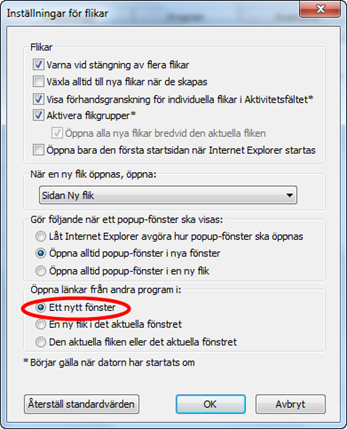 Inställningar för flikar
Flikar
Varna vid stängning av flera flikar
Växla alltid till nya flikar när de skapas
Visa förhandsgranskning för individuella flikar i Aktivitetsfältet*
Aktivera flikgrupper*
Öppna alla nya flikar bredvid den aktuella fliken
Öppna bara den första startsidan när Internet Explorer startas
När en ny flik öppnas, öppna:
Sidan Ny flik
Gör följande när ett popup-fönster ska visas:
Låt Internet Explorer avgöra hur popup-fönster ska öppnas
Öppna alltid popup-fönster i nya fönster
Öppna alltid popup-fönster i en ny flik
Öppna länkar från andra program i:
Ett nytt fönster
En ny flik i det aktuella fönstret
Den aktuella fliken eller det aktuella fönstret
* Börjar gälla när datorn har startats om
Återställ standardvärden
OK
Avbryt